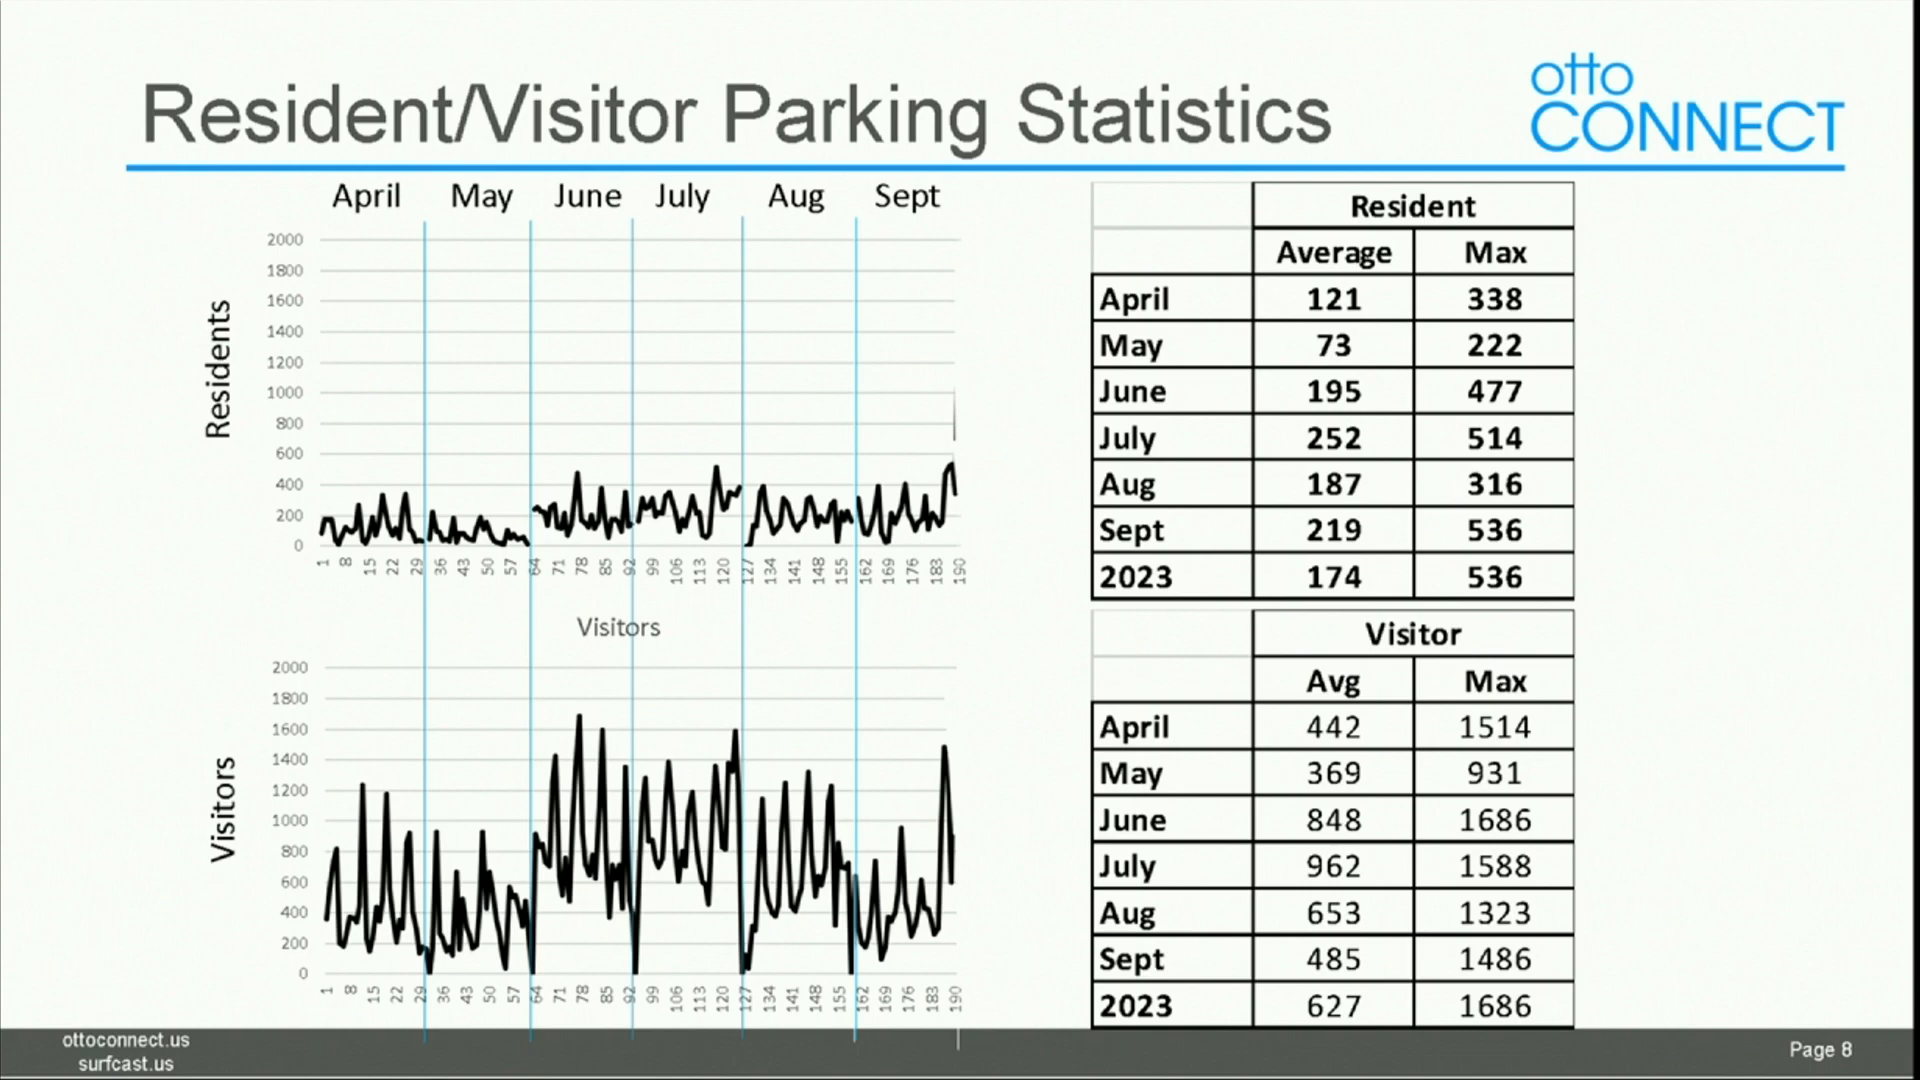 Resident/Visitor Parking Statistics
otto
CONNECT
April May June July Aug Sept
Residents
2000
1800
1600
1400
1200
1000
800
600
400
200
0
1 8 15 22 29 36 43 50 57 64 71 78 85 92 99 106 113 120 127 134 141 148 155 162 169 176 183 190
Visitors
Visitors
2000
1800
1600
1400
1200
1000
800
600
400
200
0
1 8 15 22 29 36 43 50 57 64 71 78 85 92 99 106 113 120 127 134 141 148 155 162 169 176 183 190
Resident
Average Max
April 121 338
May 73 222
June 195 477
July 252 514
Aug 187 316
Sept 219 536
2023 174 536
Visitor
Avg Max
April 442 1514
May 369 931
June 848 1686
July 962 1588
Aug 653 1323
Sept 485 1486
2023 627 1686
ottoconnect.us
surfcast.us
Page 8